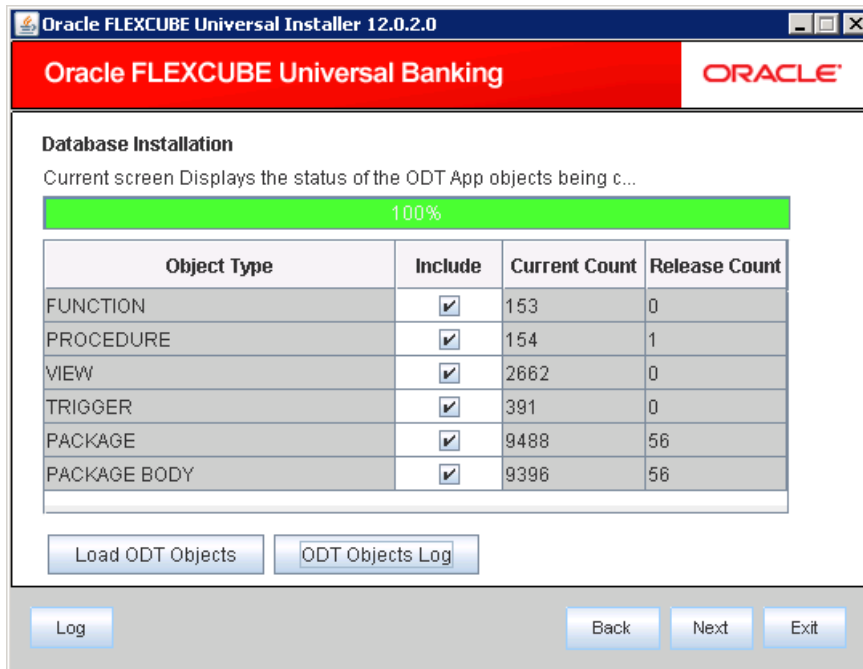 Oracle FLEXCUBE Universal Installer 12.0.2.0
Oracle FLEXCUBE Universal Banking ORACLE
Database Installation
Current screen Displays the status of the ODT App objects being c...
100%
Object Type Include Current Count Release Count
FUNCTION 153 0
PROCEDURE 154 1
VIEW 2662 0
TRIGGER 391 0
PACKAGE 9488 56
PACKAGE BODY 9396 56
Load ODT Objects ODT Objects Log
Log Back Next Exit